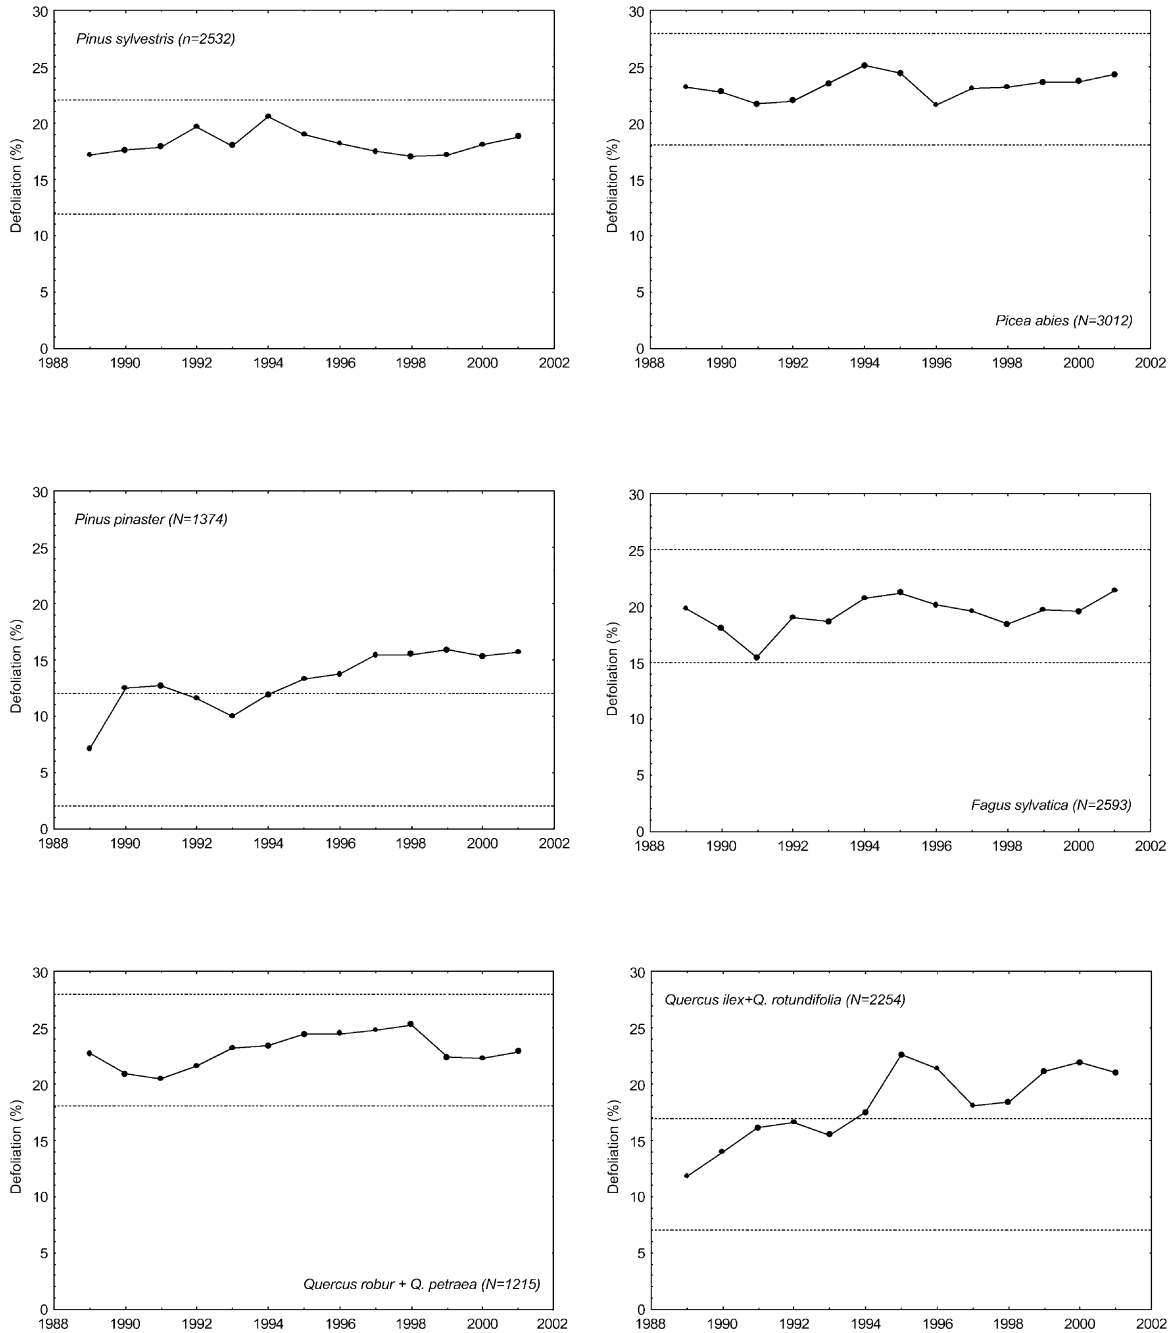 30
25
20
15
10
5
0
Defoliation (%)
Pinus sylvestris (n=2532)
1988 1990 1992 1994 1996 1998 2000 2002
30
25
20
15
10
5
0
Defoliation (%)
Picea abies (N=3012)
1988 1990 1992 1994 1996 1998 2000 2002
30
25
20
15
10
5
0
Defoliation (%)
Pinus pinaster (N=1374)
1988 1990 1992 1994 1996 1998 2000 2002
30
25
20
15
10
5
0
Defoliation (%)
Fagus sylvatica (N=2593)
1988 1990 1992 1994 1996 1998 2000 2002
30
25
20
15
10
5
0
Defoliation (%)
Quercus robur + Q. petraea (N=1215)
1988 1990 1992 1994 1996 1998 2000 2002
30
25
20
15
10
5
0
Defoliation (%)
Quercus ilex+Q. rotundifolia (N=2254)
1988 1990 1992 1994 1996 1998 2000 2002